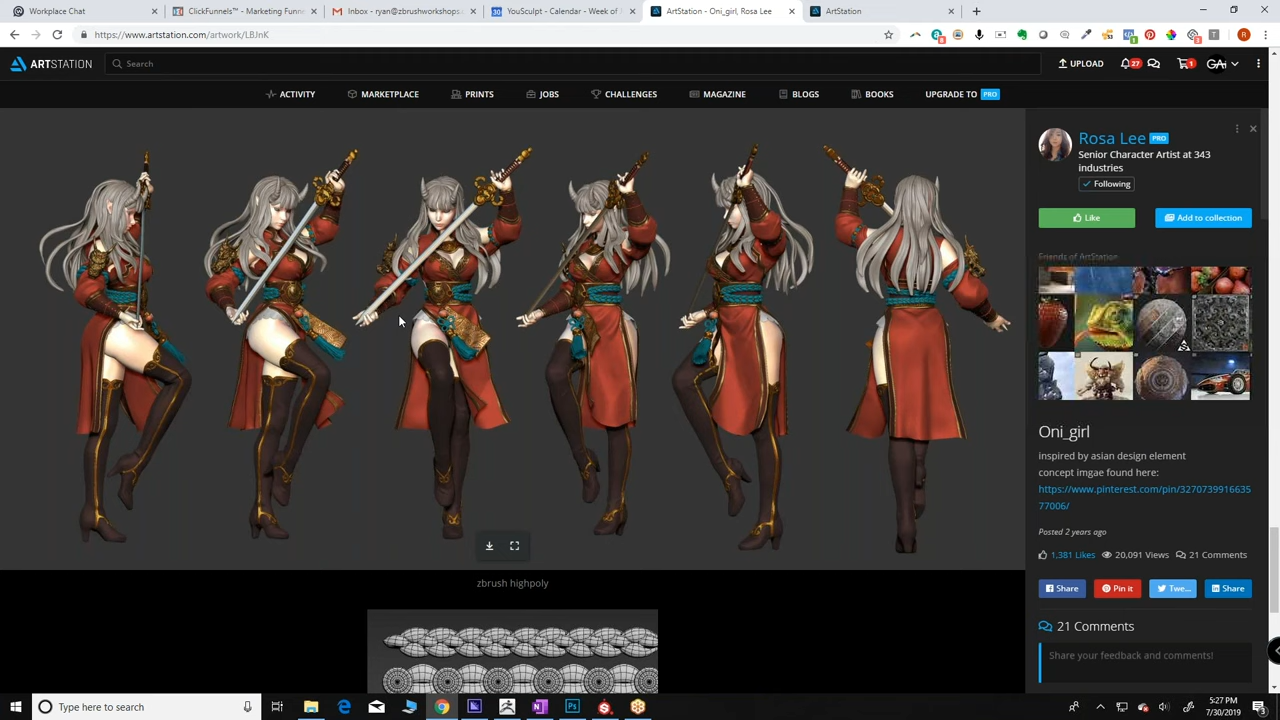 Workplace Chat
ClickFunnels™ - Marketing Funne
Inbox - ryan@zbrushworkshops.
YouSculpt - Calendar - Week of
ArtStation - Oni_girl, Rosa Lee
ArtStation
https://www.artstation.com/artwork/LBJnK
ARTSTATION
Search
UPLOAD
27
1
ACTIVITY
MARKETPLACE
PRINTS
JOBS
CHALLENGES
MAGAZINE
BLOGS
BOOKS
UPGRADE TO PRO
Rosa Lee PRO
Senior Character Artist at 343
industries
Following
Like
Add to collection
Friends of ArtStation
Oni_girl
inspired by asian design element
concept imgae found here:
https://www.pinterest.com/pin/3270739916635
77006/
Posted 2 years ago
1,381 Likes
20,091 Views
21 Comments
zbrush highpoly
Share
Pin it
Twe...
Share
21 Comments
Share your feedback and comments!
Type here to search
5:27 PM
7/30/2019